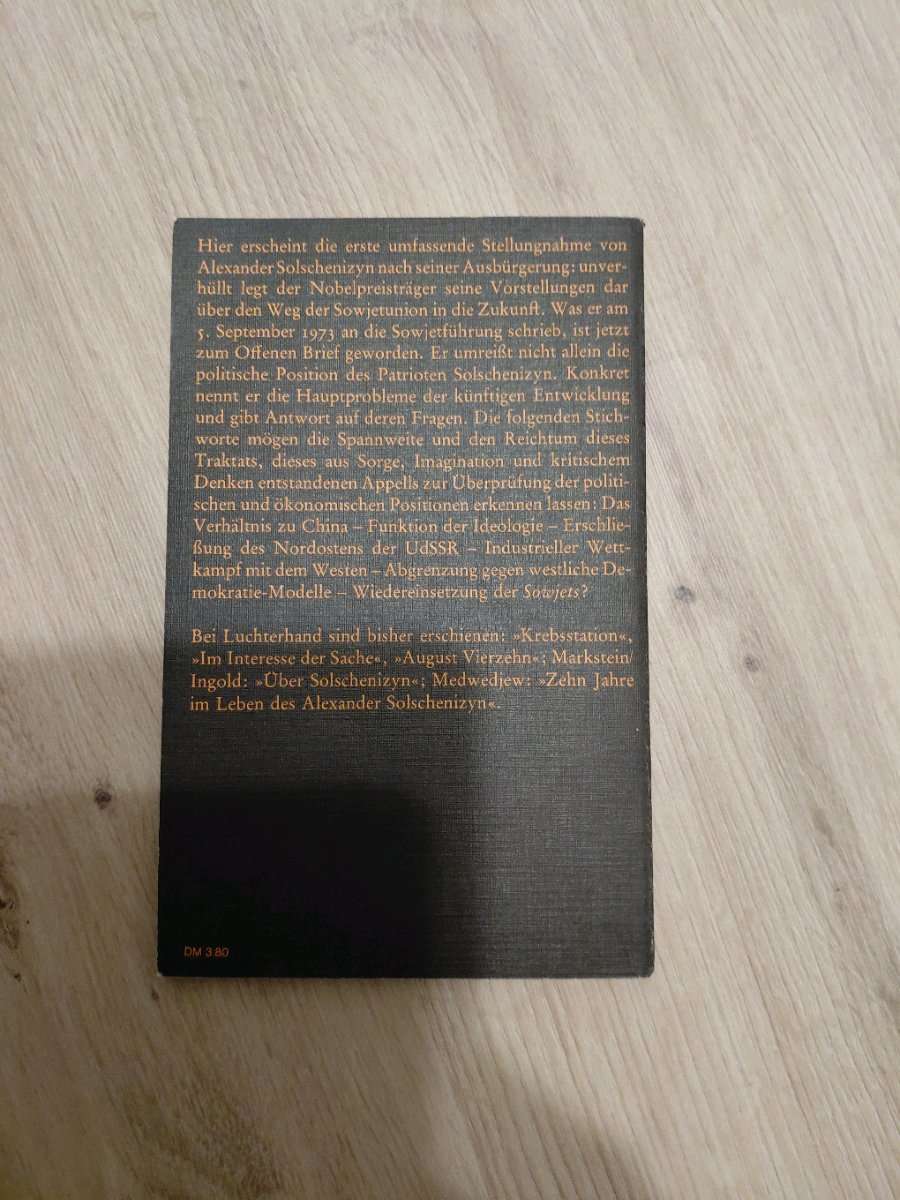 Hier erscheint die erste umfassende Stellungnahme von
Alexander Solschenizyn nach seiner Ausbürgerung: unver-
hüllt legt der Nobelpreisträger seine Vorstellungen dar
über den Weg der Sowjetunion in die Zukunft. Was er am
5. September 1973 an die Sowjetführung schrieb, ist jetzt
zum Offenen Brief geworden. Er umreißt nicht allein die
politische Position des Patrioten Solschenizyn. Konkret
nennt er die Hauptprobleme der künftigen Entwicklung
und gibt Antwort auf deren Fragen. Die folgenden Stich-
worte mögen die Spannweite und den Reichtum dieses
Traktats, dieses aus Sorge, Imagination und kritischem
Denken entstandenen Appells zur Überprüfung der politi-
schen und ökonomischen Positionen erkennen lassen: Das
Verhältnis zu China – Funktion der Ideologie – Erschlie-
ßung des Nordostens der UdSSR – Industrieller Wett-
kampf mit dem Westen – Abgrenzung gegen westliche De-
mokratie-Modelle – Wiedereinsetzung der Sowjets?
Bei Luchterhand sind bisher erschienen: »Krebsstation«,
»Im Interesse der Sache«, »August Vierzehn«; Markstein/
Ingold: »Über Solschenizyn«; Medwedjew: »Zehn Jahre
im Leben des Alexander Solschenizyn«.
DM 3.80